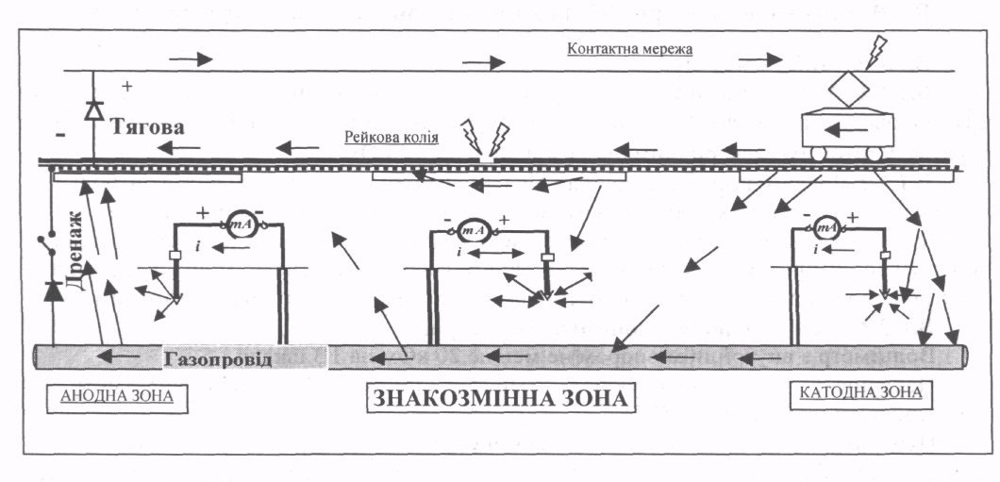 Контактна мережа
+
Тягова
-
Рейкова колія
Дренаж
+ mA -
i
- mA +
i
- mA +
i
Газопровід
АНОДНА ЗОНА
ЗНАКОЗМІННА ЗОНА
КАТОДНА ЗОНА